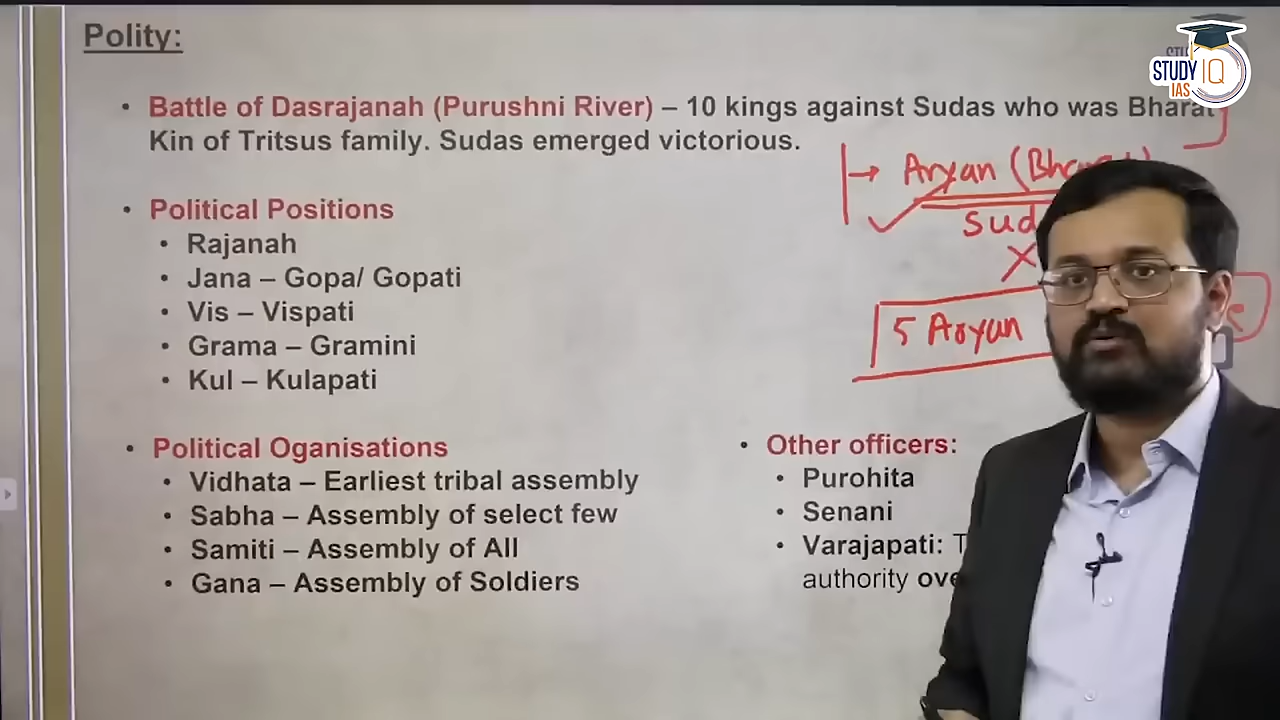 Polity:
STUDY IQ
IAS
• Battle of Dasrajanah (Purushni River) – 10 kings against Sudas who was Bharat
Kin of Tritsus family. Sudas emerged victorious.
→ Aryan
• Political Positions
• Rajanah
• Jana – Gopa/ Gopati
• Vis – Vispati
• Grama – Gramini
• Kul – Kulapati
X
5 Aryan
• Political Oganisations
• Vidhata – Earliest tribal assembly
• Sabha – Assembly of select few
• Samiti – Assembly of All
• Gana – Assembly of Soldiers
• Other officers:
• Purohita
• Senani
• Varajapati:
authority